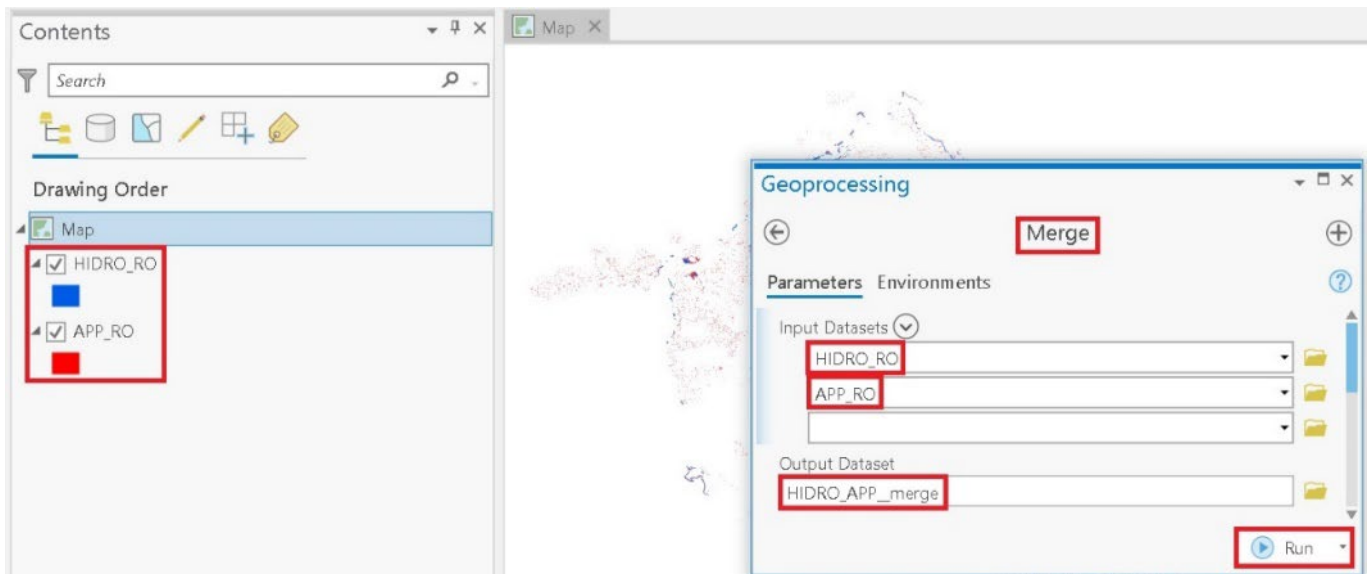 Contents
Search
Drawing Order
Map
HIDRO_RO
APP_RO
Map
Geoprocessing
Merge
Parameters Environments
Input Datasets
HIDRO_RO
APP_RO
Output Dataset
HIDRO_APP__merge
Run